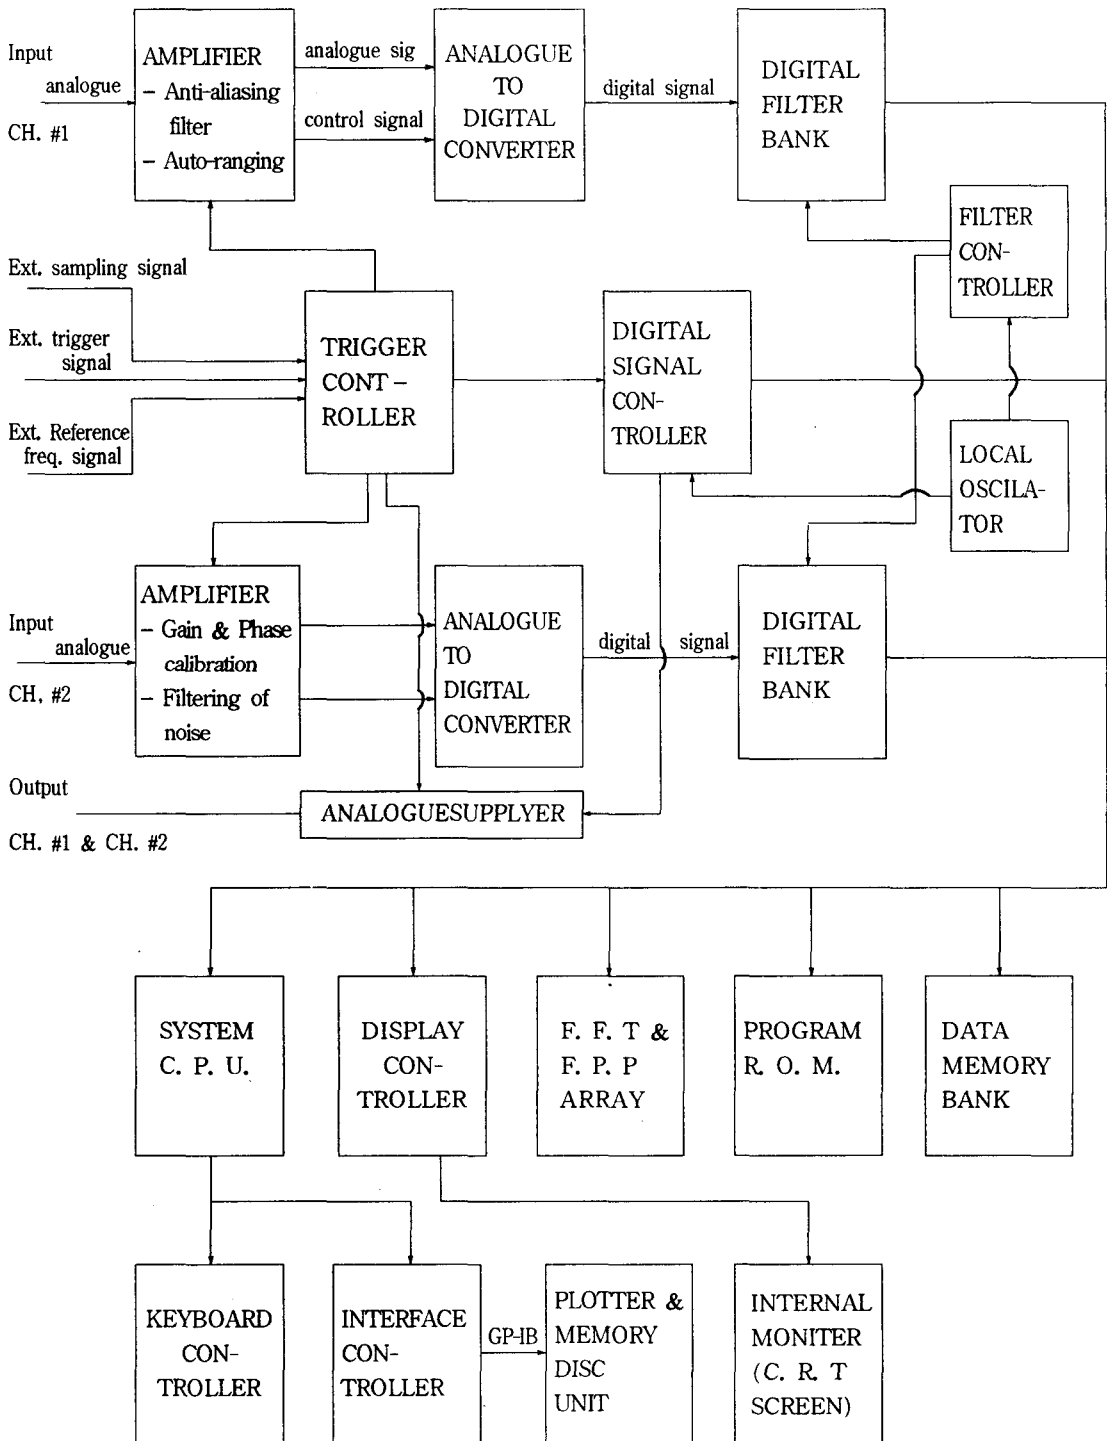 Input
analogue
CH. #1
AMPLIFIER
– Anti-aliasing
filter
– Auto-ranging
analogue sig
control signal
ANALOGUE
TO
DIGITAL
CONVERTER
digital signal
DIGITAL
FILTER
BANK
FILTER
CON-
TROLLER
Ext. sampling signal
Ext. trigger
signal
Ext. Reference
freq. signal
TRIGGER
CONT -
ROLLER
DIGITAL
SIGNAL
CON-
TROLLER
LOCAL
OSCILA-
TOR
Input
analogue
CH, #2
AMPLIFIER
– Gain & Phase
calibration
– Filtering of
noise
ANALOGUE
TO
DIGITAL
CONVERTER
digital signal
DIGITAL
FILTER
BANK
Output
CH. #1 & CH. #2
ANALOGUESUPPLYER
SYSTEM
C. P. U.
DISPLAY
CON-
TROLLER
F. F. T &
F. P. P
ARRAY
PROGRAM
R. O. M.
DATA
MEMORY
BANK
KEYBOARD
CON-
TROLLER
INTERFACE
CON-
TROLLER
GP-IB
PLOTTER &
MEMORY
DISC
UNIT
INTERNAL
MONITER
(C. R. T
SCREEN)